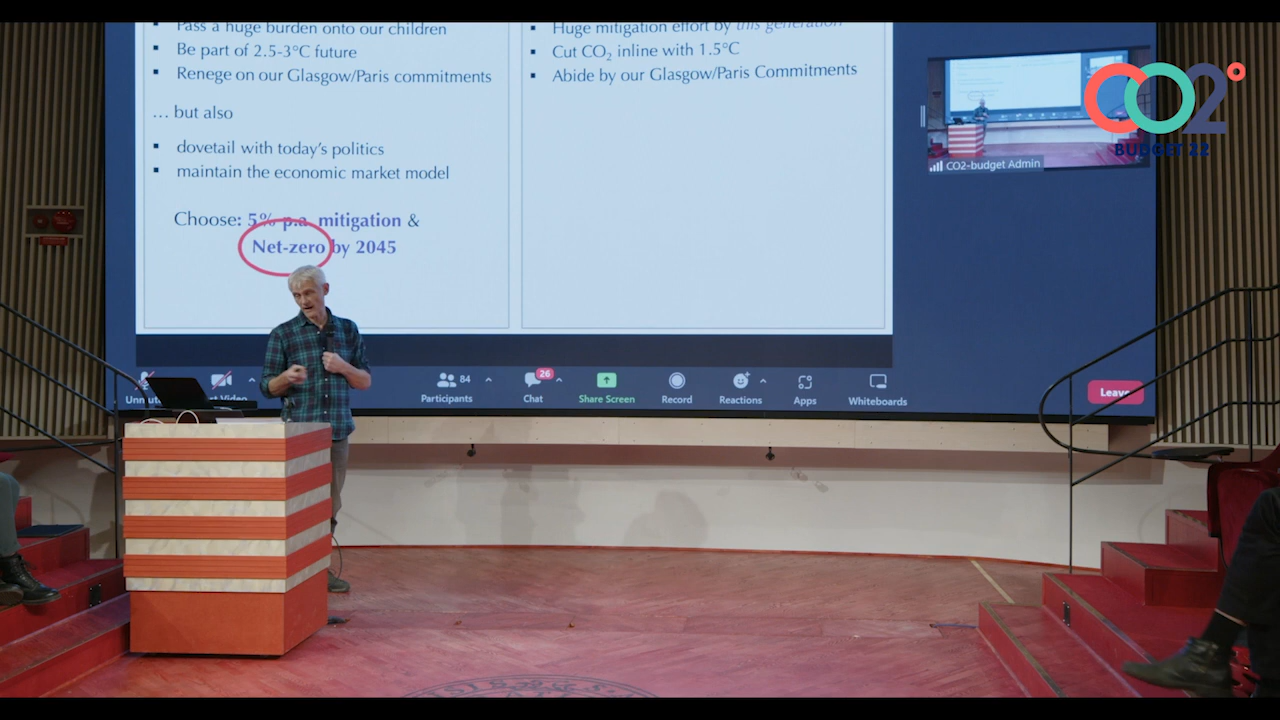 Pass a huge burden onto our children
Be part of 2.5-3°C future
Renege on our Glasgow/Paris commitments
… but also
dovetail with today's politics
maintain the economic market model
Choose: 5% p.a. mitigation &
Net-zero by 2045
Huge mitigation effort by this generation
Cut CO₂ inline with 1.5°C
Abide by our Glasgow/Paris Commitments
CO2°
BUDGET 22
CO2-budget Admin
84
Participants
26
Chat
Share Screen
Record
Reactions
Apps
Whiteboards
Leave